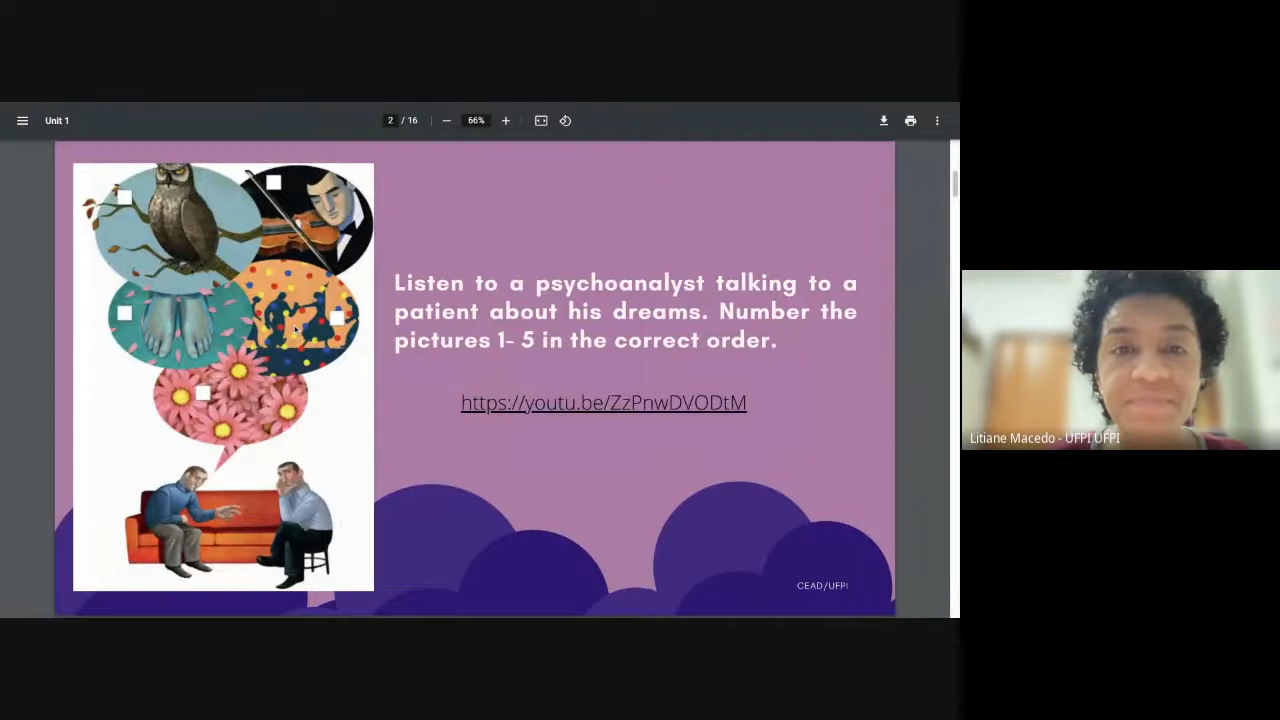 Unit 1
2 / 16
66%
Listen to a psychoanalyst talking to a
patient about his dreams. Number the
pictures 1- 5 in the correct order.
https://youtu.be/ZzPnwDVODtM
CEAD/UFPI
Litiane Macedo - UFPI UFPI